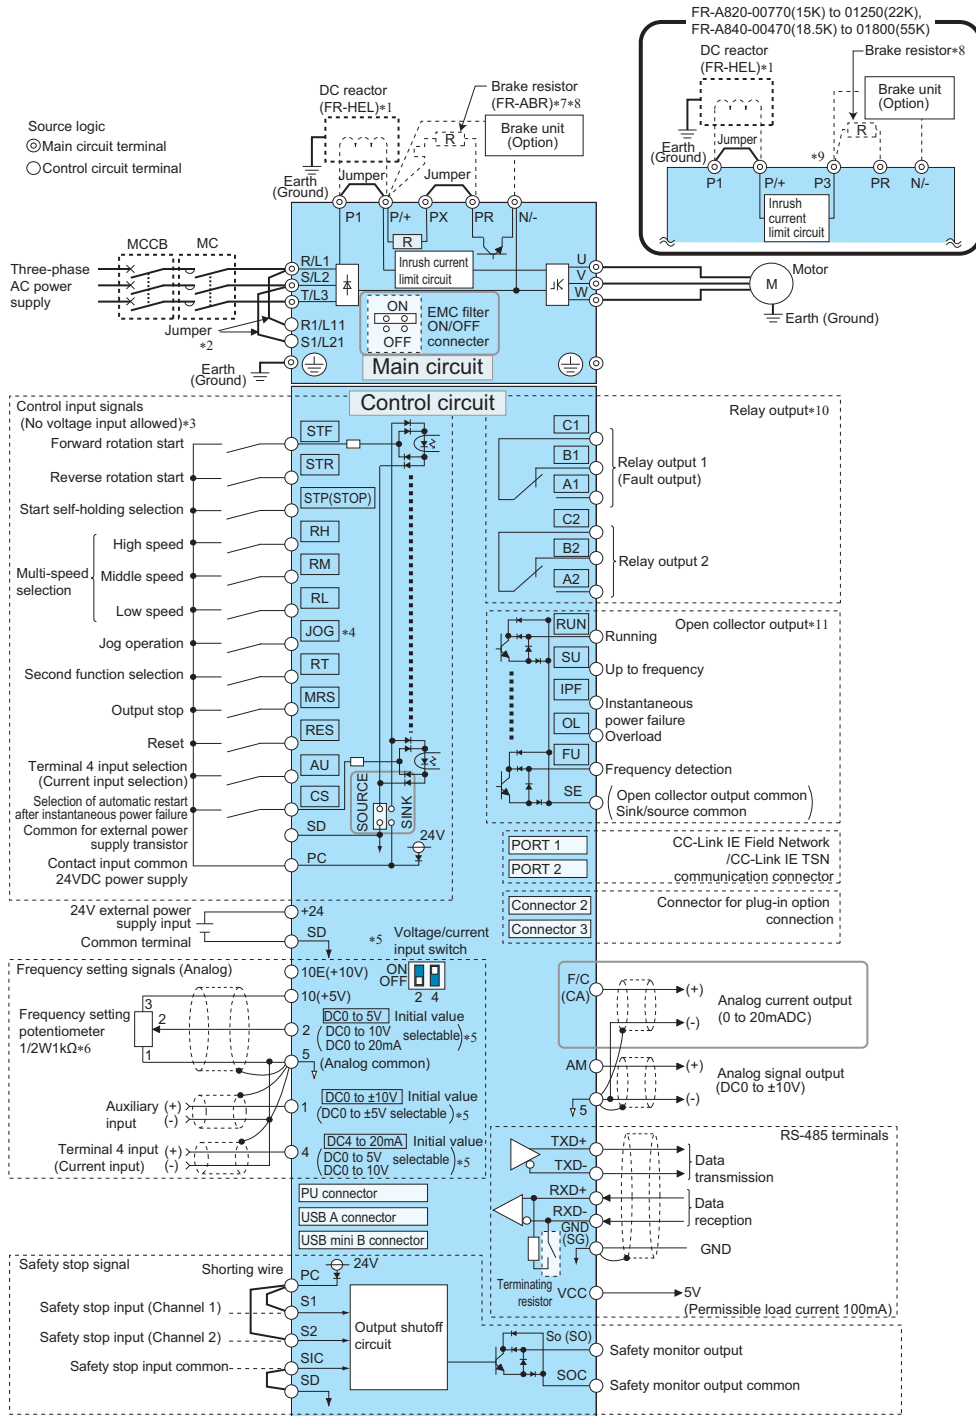 FR-A820-00770(15K) to 01250(22K),
FR-A840-00470(18.5K) to 01800(55K)
DC reactor
(FR-HEL)*1
Brake resistor*8
Brake unit
(Option)
R
Jumper
Earth
(Ground)
*9
P1
P/+
P3
PR
N/-
Inrush
current
limit circuit
Source logic
Main circuit terminal
Control circuit terminal
DC reactor
(FR-HEL)*1
Brake resistor
(FR-ABR)*7*8
Brake unit
(Option)
R
Earth
(Ground)
Jumper
Jumper
P1
P/+
PX
PR
N/-
R
Inrush current
limit circuit
MCCB
MC
Three-phase
AC power
supply
R/L1
S/L2
T/L3
R1/L11
S1/L21
Jumper
*2
Earth
(Ground)
ON
OFF
EMC filter
ON/OFF
connecter
Main circuit
U
V
W
Motor
M
Earth (Ground)
Control circuit
Control input signals
(No voltage input allowed)*3
Forward rotation start
STF
Reverse rotation start
STR
Start self-holding selection
STP(STOP)
Multi-speed
selection
High speed
RH
Middle speed
RM
Low speed
RL
Jog operation
JOG
*4
Second function selection
RT
Output stop
MRS
Reset
RES
Terminal 4 input selection
(Current input selection)
AU
Selection of automatic restart
after instantaneous power failure
CS
Common for external power
supply transistor
SD
Contact input common
24VDC power supply
PC
SOURCE
SINK
24V
Relay output*10
C1
B1
A1
Relay output 1
(Fault output)
C2
B2
A2
Relay output 2
Open collector output*11
RUN
Running
SU
Up to frequency
IPF
Instantaneous
power failure
OL
Overload
FU
Frequency detection
SE
Open collector output common
Sink/source common
PORT 1
PORT 2
CC-Link IE Field Network
/CC-Link IE TSN
communication connector
Connector 2
Connector 3
Connector for plug-in option
connection
24V external power
supply input
+24
Common terminal
SD
*5
Voltage/current
input switch
ON
OFF
2 4
Frequency setting signals (Analog)
10E(+10V)
10(+5V)
Frequency setting
potentiometer
1/2W1kΩ*6
3
2
1
2
DC0 to 5V
Initial value
(DC0 to 10V
DC0 to 20mA
selectable)*5
5
(Analog common)
Auxiliary
input
(+)
(-)
1
DC0 to ±10V
Initial value
(DC0 to ±5V selectable)*5
Terminal 4 input
(Current input)
(+)
(-)
4
DC4 to 20mA
Initial value
(DC0 to 5V
DC0 to 10V
selectable)*5
F/C
(CA)
(+)
(-)
Analog current output
(0 to 20mADC)
AM
(+)
(-)
5
Analog signal output
(DC0 to ±10V)
RS-485 terminals
TXD+
TXD-
Data
transmission
RXD+
RXD-
Data
reception
GND
(SG)
GND
Terminating
resistor
VCC
5V
(Permissible load current 100mA)
PU connector
USB A connector
USB mini B connector
Safety stop signal
Shorting wire
PC
24V
Safety stop input (Channel 1)
S1
Safety stop input (Channel 2)
S2
Safety stop input common
SIC
SD
Output shutoff
circuit
So (SO)
Safety monitor output
SOC
Safety monitor output common